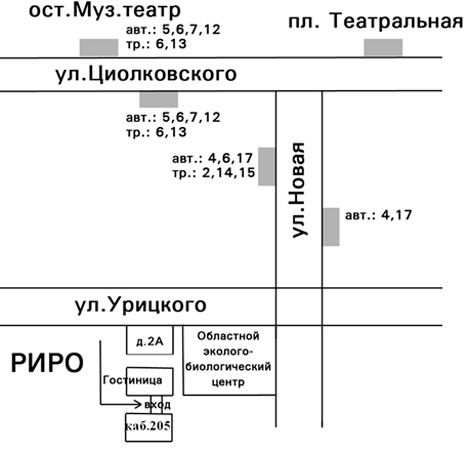 ост.Муз.театр
пл. Театральная
авт.: 5,6,7,12
тр.: 6,13
ул.Циолковского
авт.: 5,6,7,12
тр.: 6,13
авт.: 4,6,17
тр.: 2,14,15
ул.Новая
авт.: 4,17
ул.Урицкого
РИРО
д.2А
Областной
эколого-
биологический
центр
Гостиница
вход
каб.205